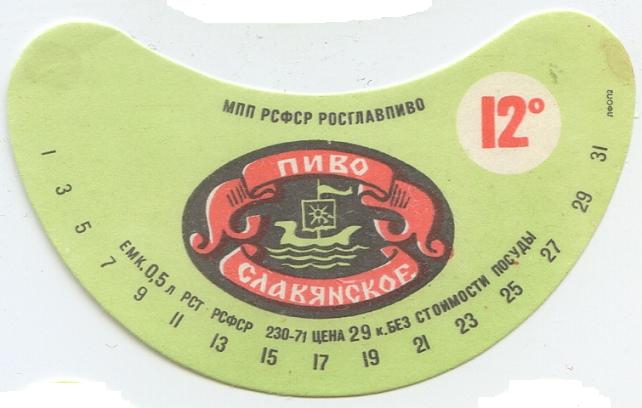 МПП РСФСР РОСГЛАВПИВО
12°
ЛФОП2
ПИВО
СЛАВЯНСКОЕ
ЕМК. 0,5 л РСТ РСФСР 230-71 ЦЕНА 29 к. БЕЗ СТОИМОСТИ ПОСУДЫ
1 3 5 7 9 11 13 15 17 19 21 23 25 27 29 31